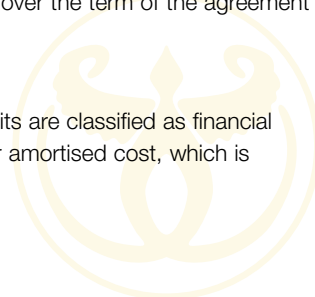 over the term of the agreement
its are classified as financial
amortised cost, which is